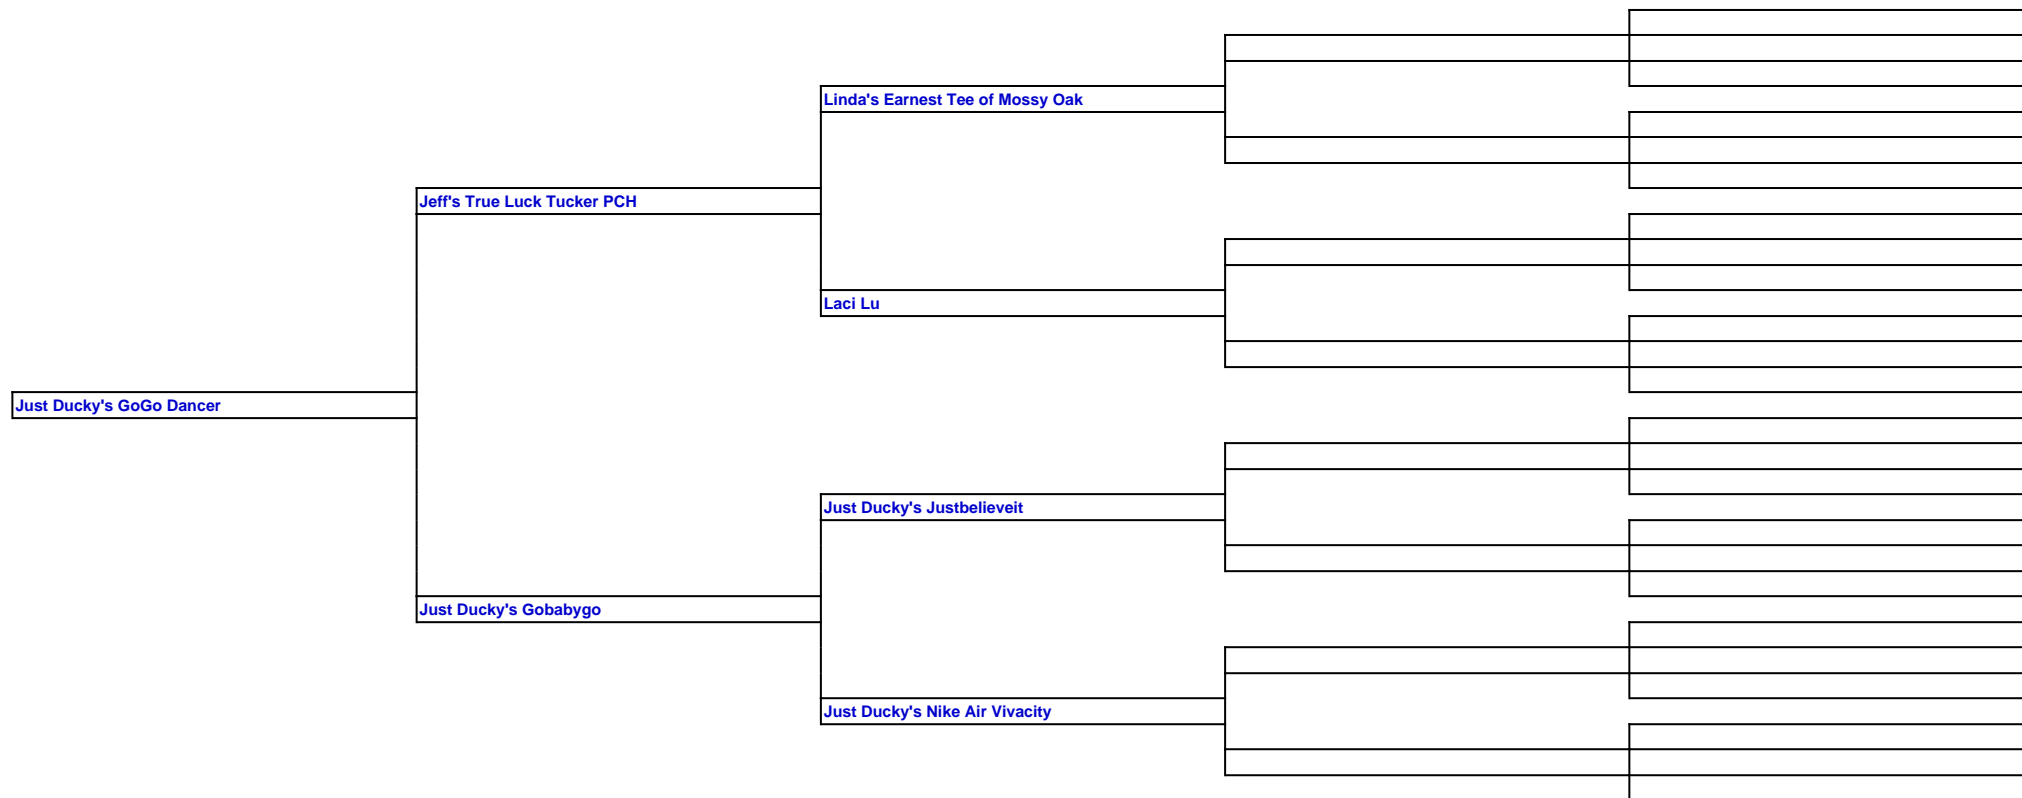 Linda's Earnest Tee of Mossy Oak
Jeff's True Luck Tucker PCH
Laci Lu
Just Ducky's GoGo Dancer
Just Ducky's Justbelieveit
Just Ducky's Gobabygo
Just Ducky's Nike Air Vivacity